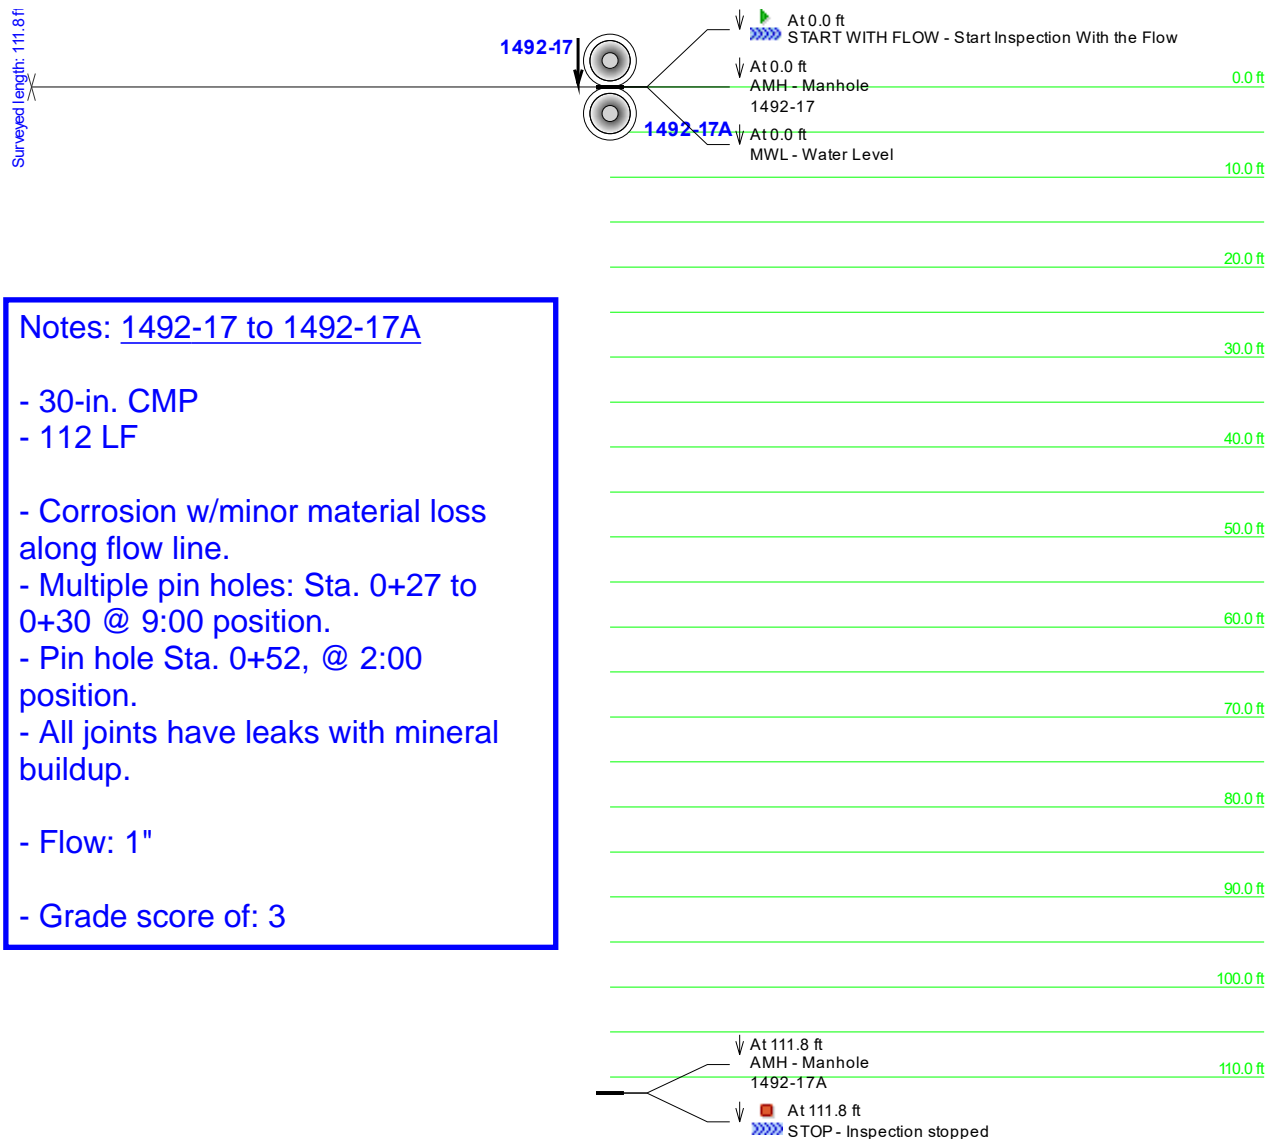 Surveyed length: 111.8 ft
1492-17
1492-17A
At 0.0 ft
START WITH FLOW - Start Inspection With the Flow
At 0.0 ft
AMH - Manhole
1492-17
At 0.0 ft
MWL - Water Level
0.0 ft
10.0 ft
20.0 ft
30.0 ft
40.0 ft
50.0 ft
60.0 ft
70.0 ft
80.0 ft
90.0 ft
100.0 ft
110.0 ft
Notes: 1492-17 to 1492-17A
- 30-in. CMP
- 112 LF
- Corrosion w/minor material loss
along flow line.
- Multiple pin holes: Sta. 0+27 to
0+30 @ 9:00 position.
- Pin hole Sta. 0+52, @ 2:00
position.
- All joints have leaks with mineral
buildup.
- Flow: 1"
- Grade score of: 3
At 111.8 ft
AMH - Manhole
1492-17A
At 111.8 ft
STOP - Inspection stopped